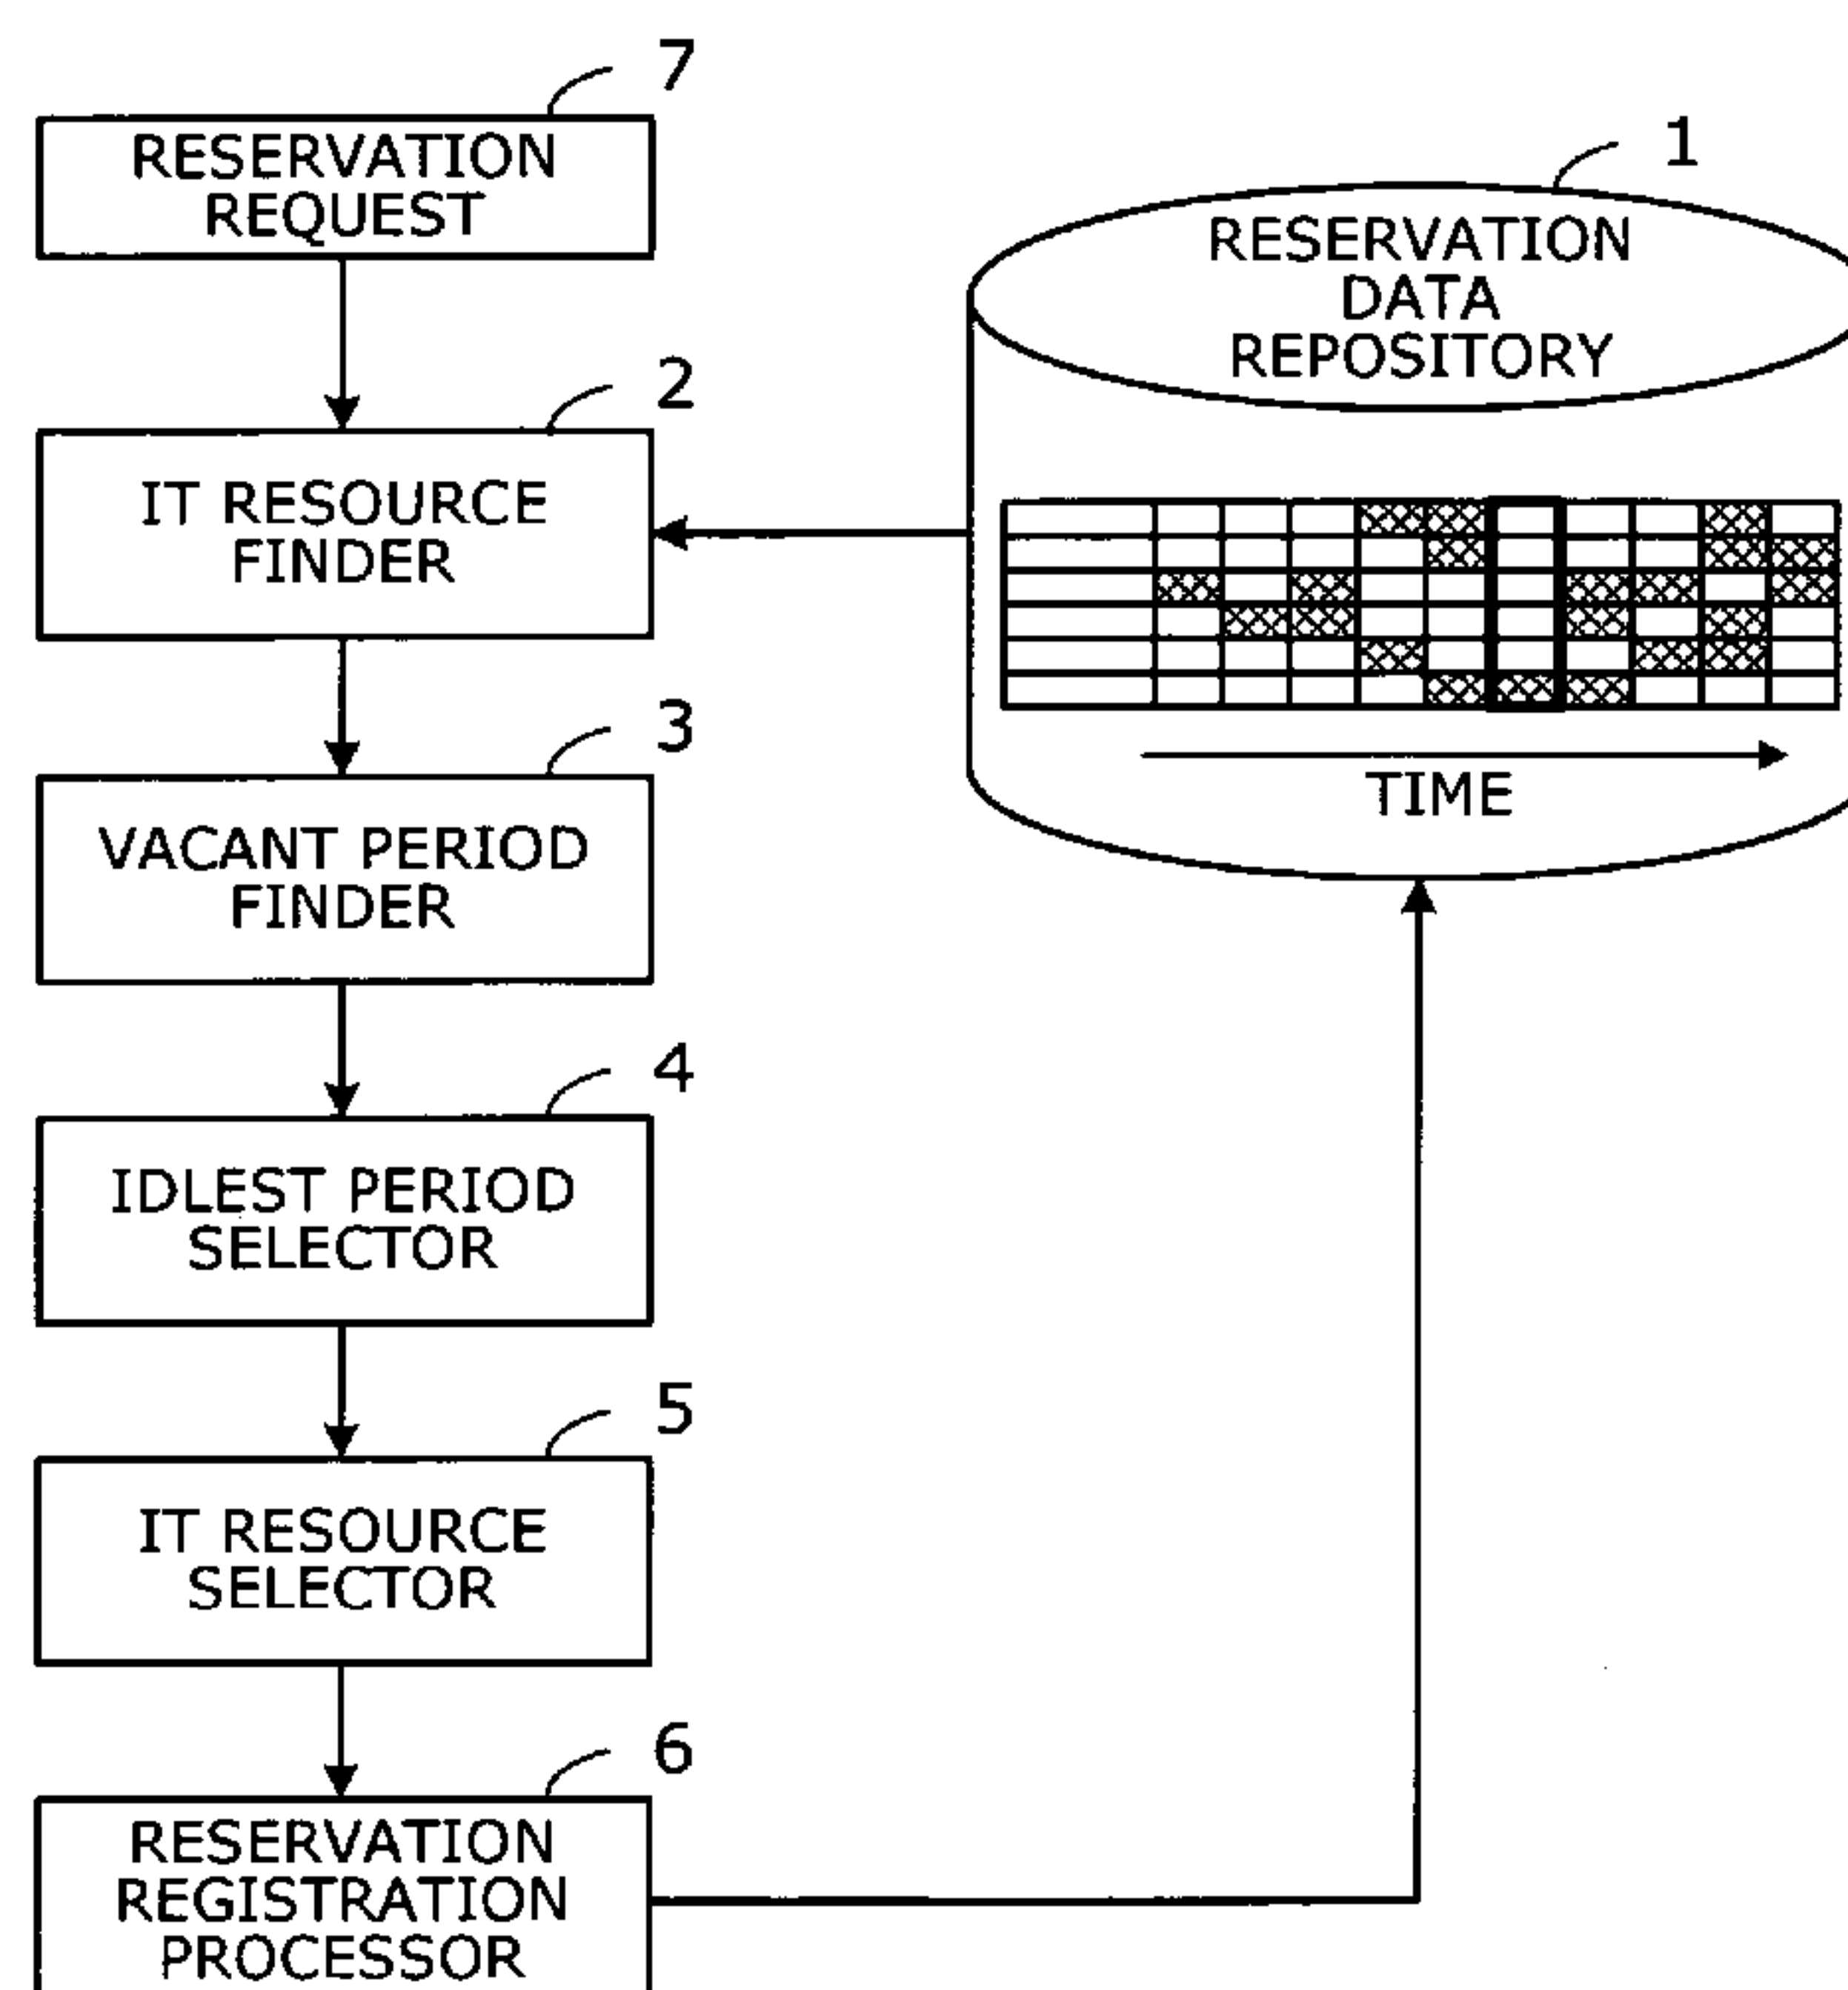 7
RESERVATION
REQUEST
1
RESERVATION
DATA
REPOSITORY
2
IT RESOURCE
FINDER
3
VACANT PERIOD
FINDER
TIME
4
IDLEST PERIOD
SELECTOR
5
IT RESOURCE
SELECTOR
6
RESERVATION
REGISTRATION
PROCESSOR